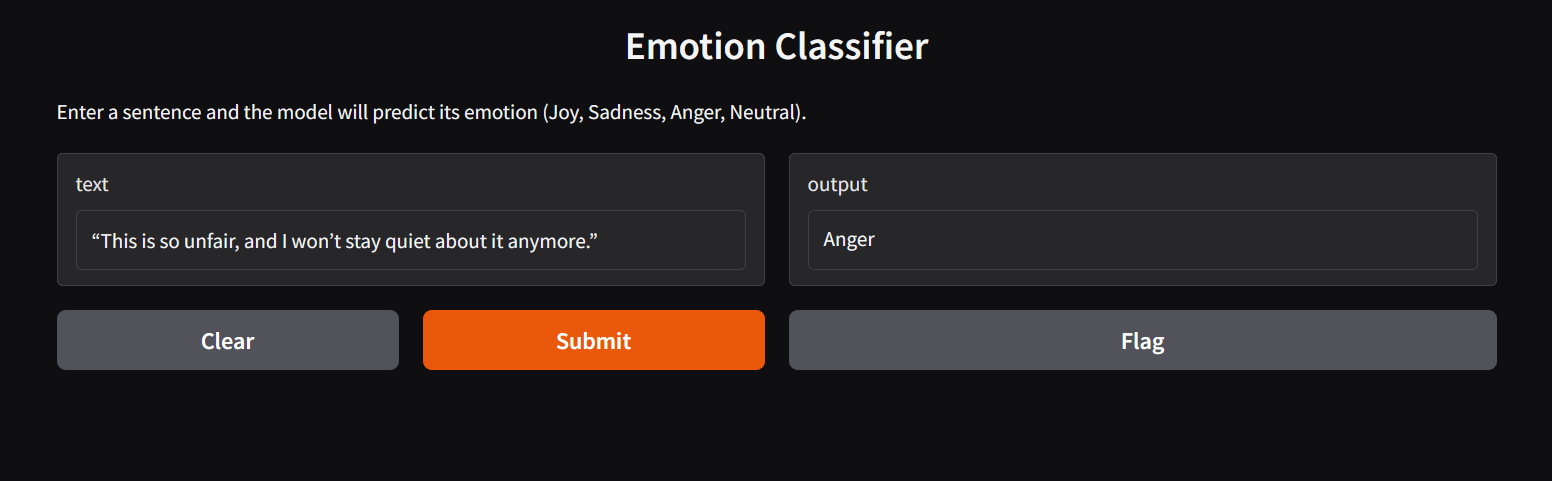 Emotion Classifier
Enter a sentence and the model will predict its emotion (Joy, Sadness, Anger, Neutral).
text
“This is so unfair, and I won’t stay quiet about it anymore.”
output
Anger
Clear
Submit
Flag